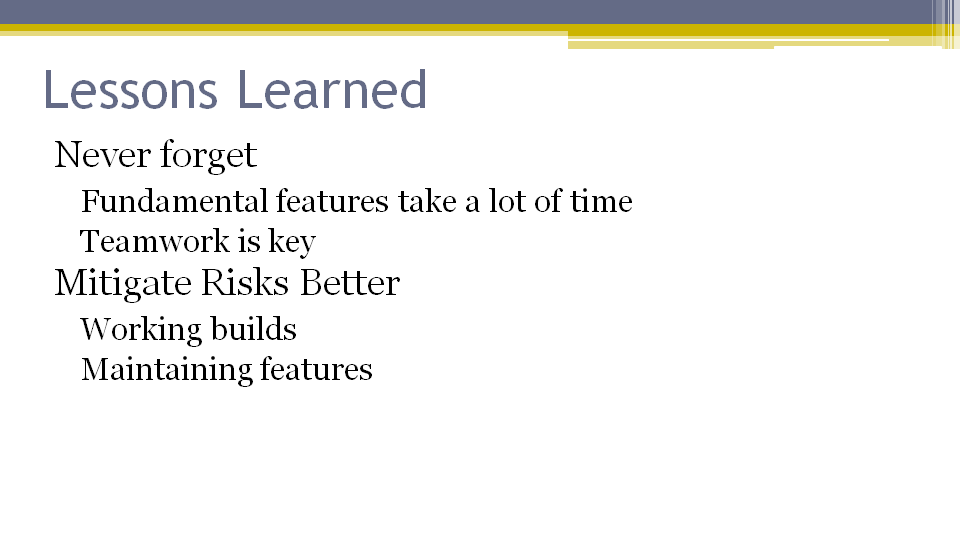 Lessons Learned
Never forget
Fundamental features take a lot of time
Teamwork is key
Mitigate Risks Better
Working builds
Maintaining features